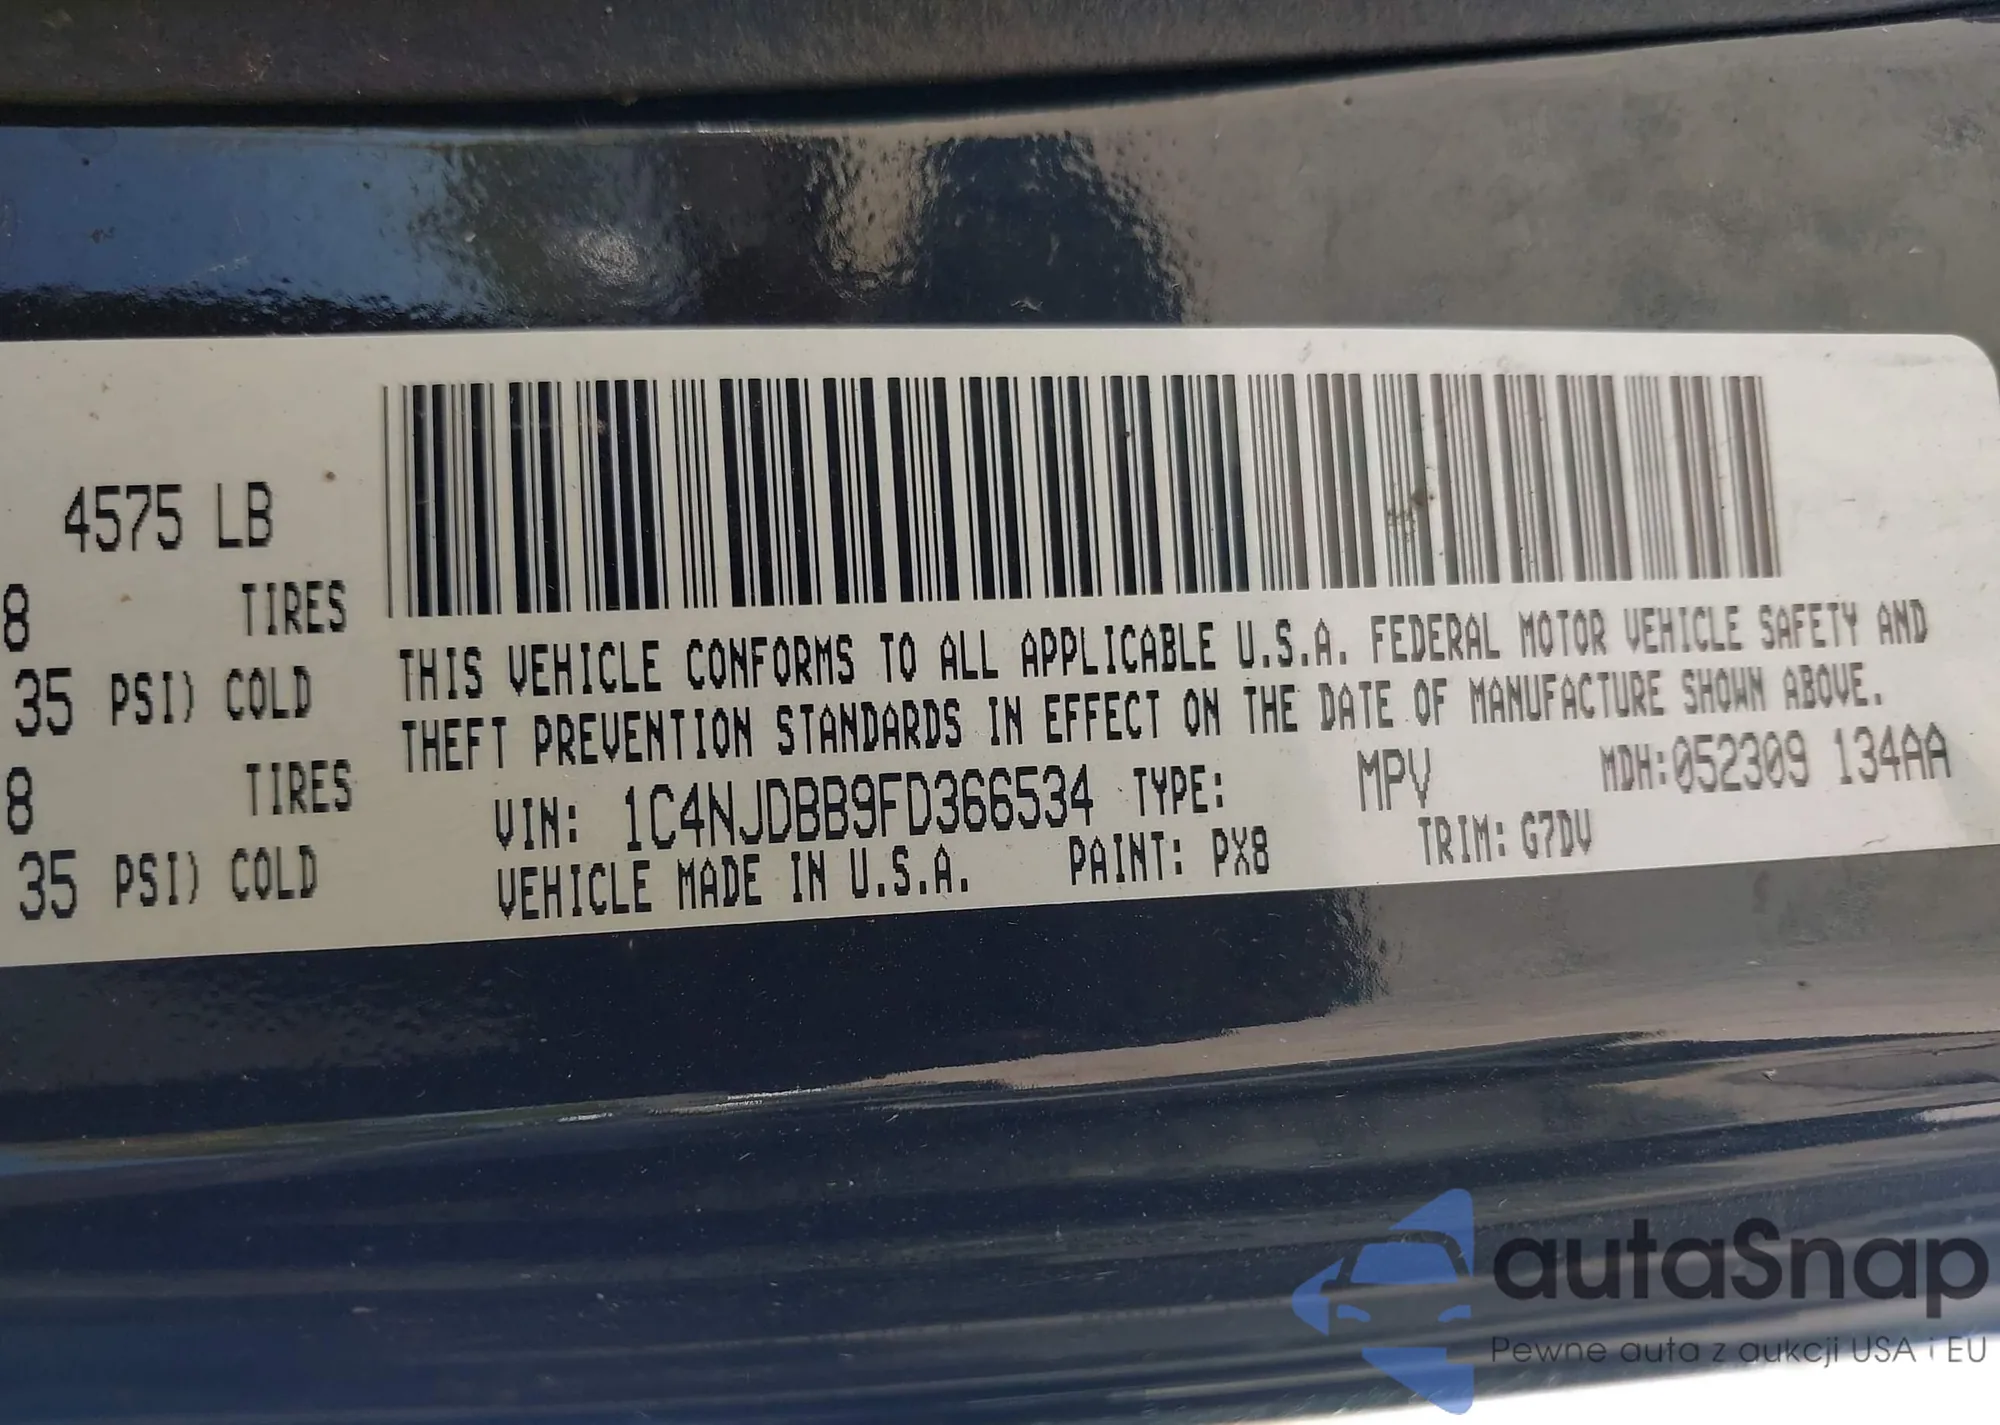 4575 LB
8 TIRES
35 PSI) COLD
8 TIRES
35 PSI) COLD
THIS VEHICLE CONFORMS TO ALL APPLICABLE U.S.A. FEDERAL MOTOR VEHICLE SAFETY AND
THEFT PREVENTION STANDARDS IN EFFECT ON THE DATE OF MANUFACTURE SHOWN ABOVE.
VIN: 1C4NJDBB9FD366534 TYPE: MPV MDH:052309 134AA
VEHICLE MADE IN U.S.A. PAINT: PX8 TRIM: G7DV
autaSnap
Pewne auta z aukcji USA i EU